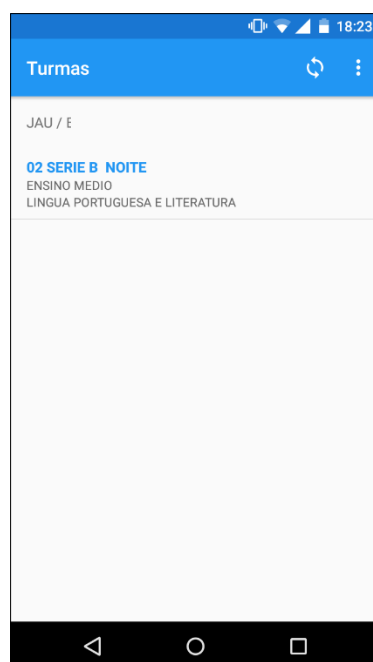 18:23
Turmas
JAU / E
02 SERIE B NOITE
ENSINO MEDIO
LINGUA PORTUGUESA E LITERATURA